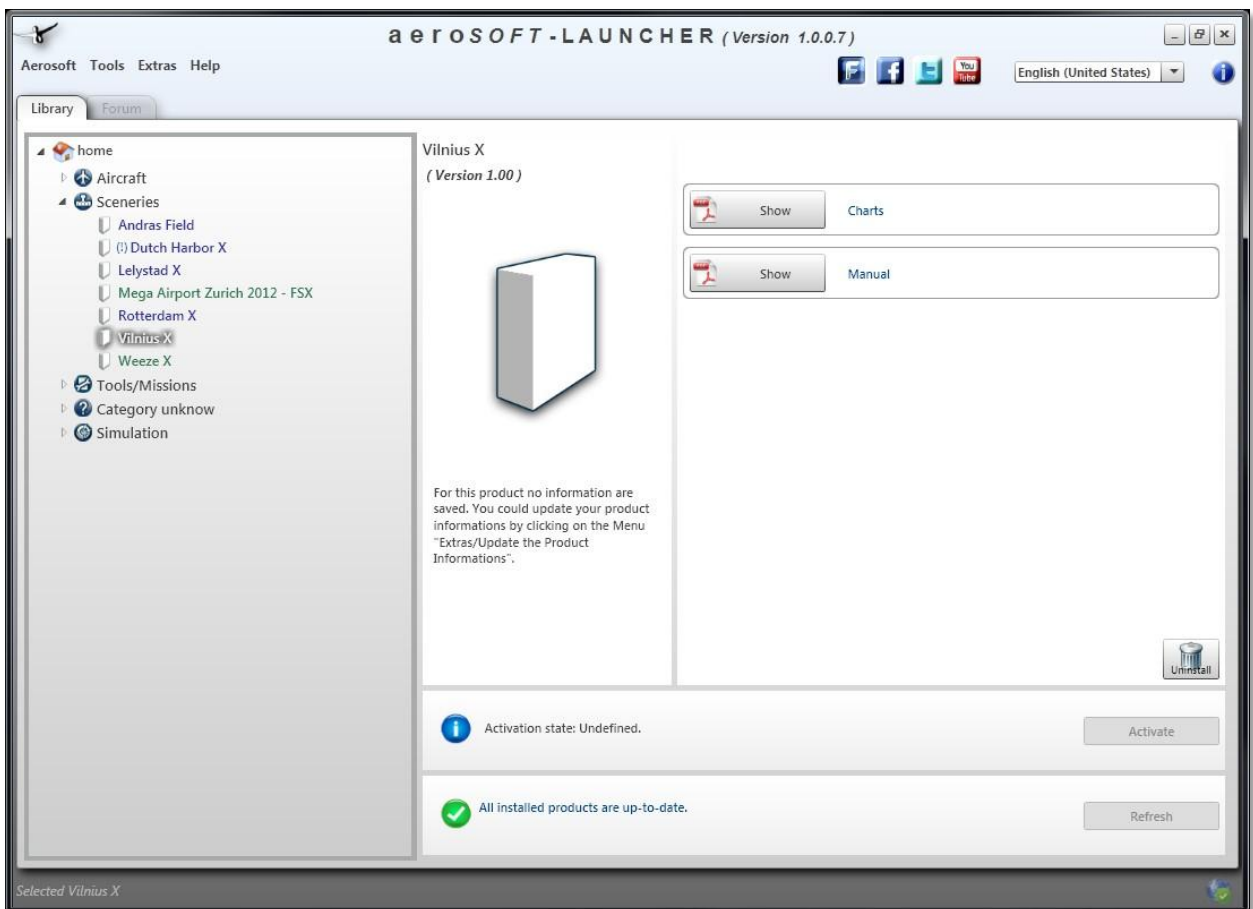 aeroSOFT-LAUNCHER (Version 1.0.0.7)
Aerosoft Tools Extras Help
F f t You Tube
English (United States)
i
Library Forum
home
Aircraft
Sceneries
Andras Field
(!) Dutch Harbor X
Lelystad X
Mega Airport Zurich 2012 - FSX
Rotterdam X
Vilnius X
Weeze X
Tools/Missions
? Category unknow
Simulation
Vilnius X
(Version 1.00)
For this product no information are
saved. You could update your product
informations by clicking on the Menu
"Extras/Update the Product
Informations".
Show Charts
Show Manual
Uninstall
i Activation state: Undefined. Activate
All installed products are up-to-date. Refresh
Selected Vilnius X